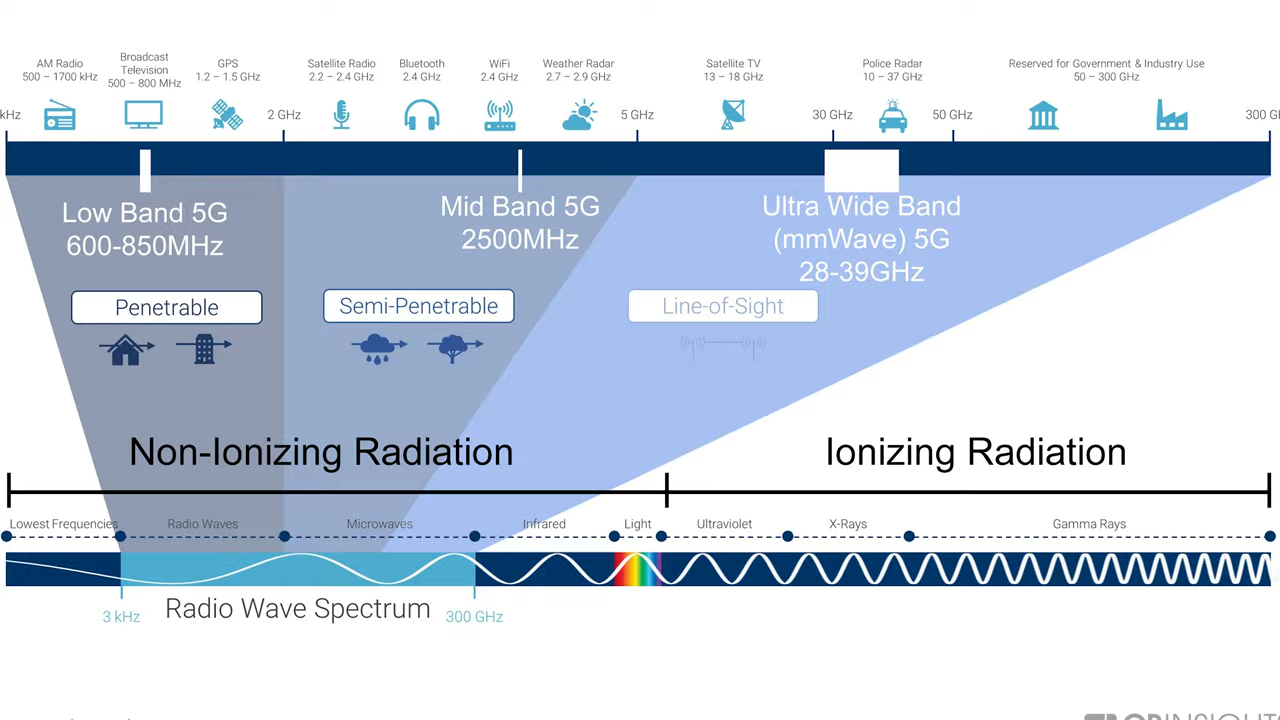 AM Radio
500 – 1700 kHz
Broadcast
Television
500 – 800 MHz
GPS
1.2 – 1.5 GHz
Satellite Radio
2.2 – 2.4 GHz
Bluetooth
2.4 GHz
WiFi
2.4 GHz
Weather Radar
2.7 – 2.9 GHz
Satellite TV
13 – 18 GHz
Police Radar
10 – 37 GHz
Reserved for Government & Industry Use
50 – 300 GHz
kHz
2 GHz
5 GHz
30 GHz
50 GHz
300 G
Low Band 5G
600-850MHz
Mid Band 5G
2500MHz
Ultra Wide Band
(mmWave) 5G
28-39GHz
Penetrable
Semi-Penetrable
Line-of-Sight
Non-Ionizing Radiation
Ionizing Radiation
Lowest Frequencies
Radio Waves
Microwaves
Infrared
Light
Ultraviolet
X-Rays
Gamma Rays
3 kHz
Radio Wave Spectrum
300 GHz